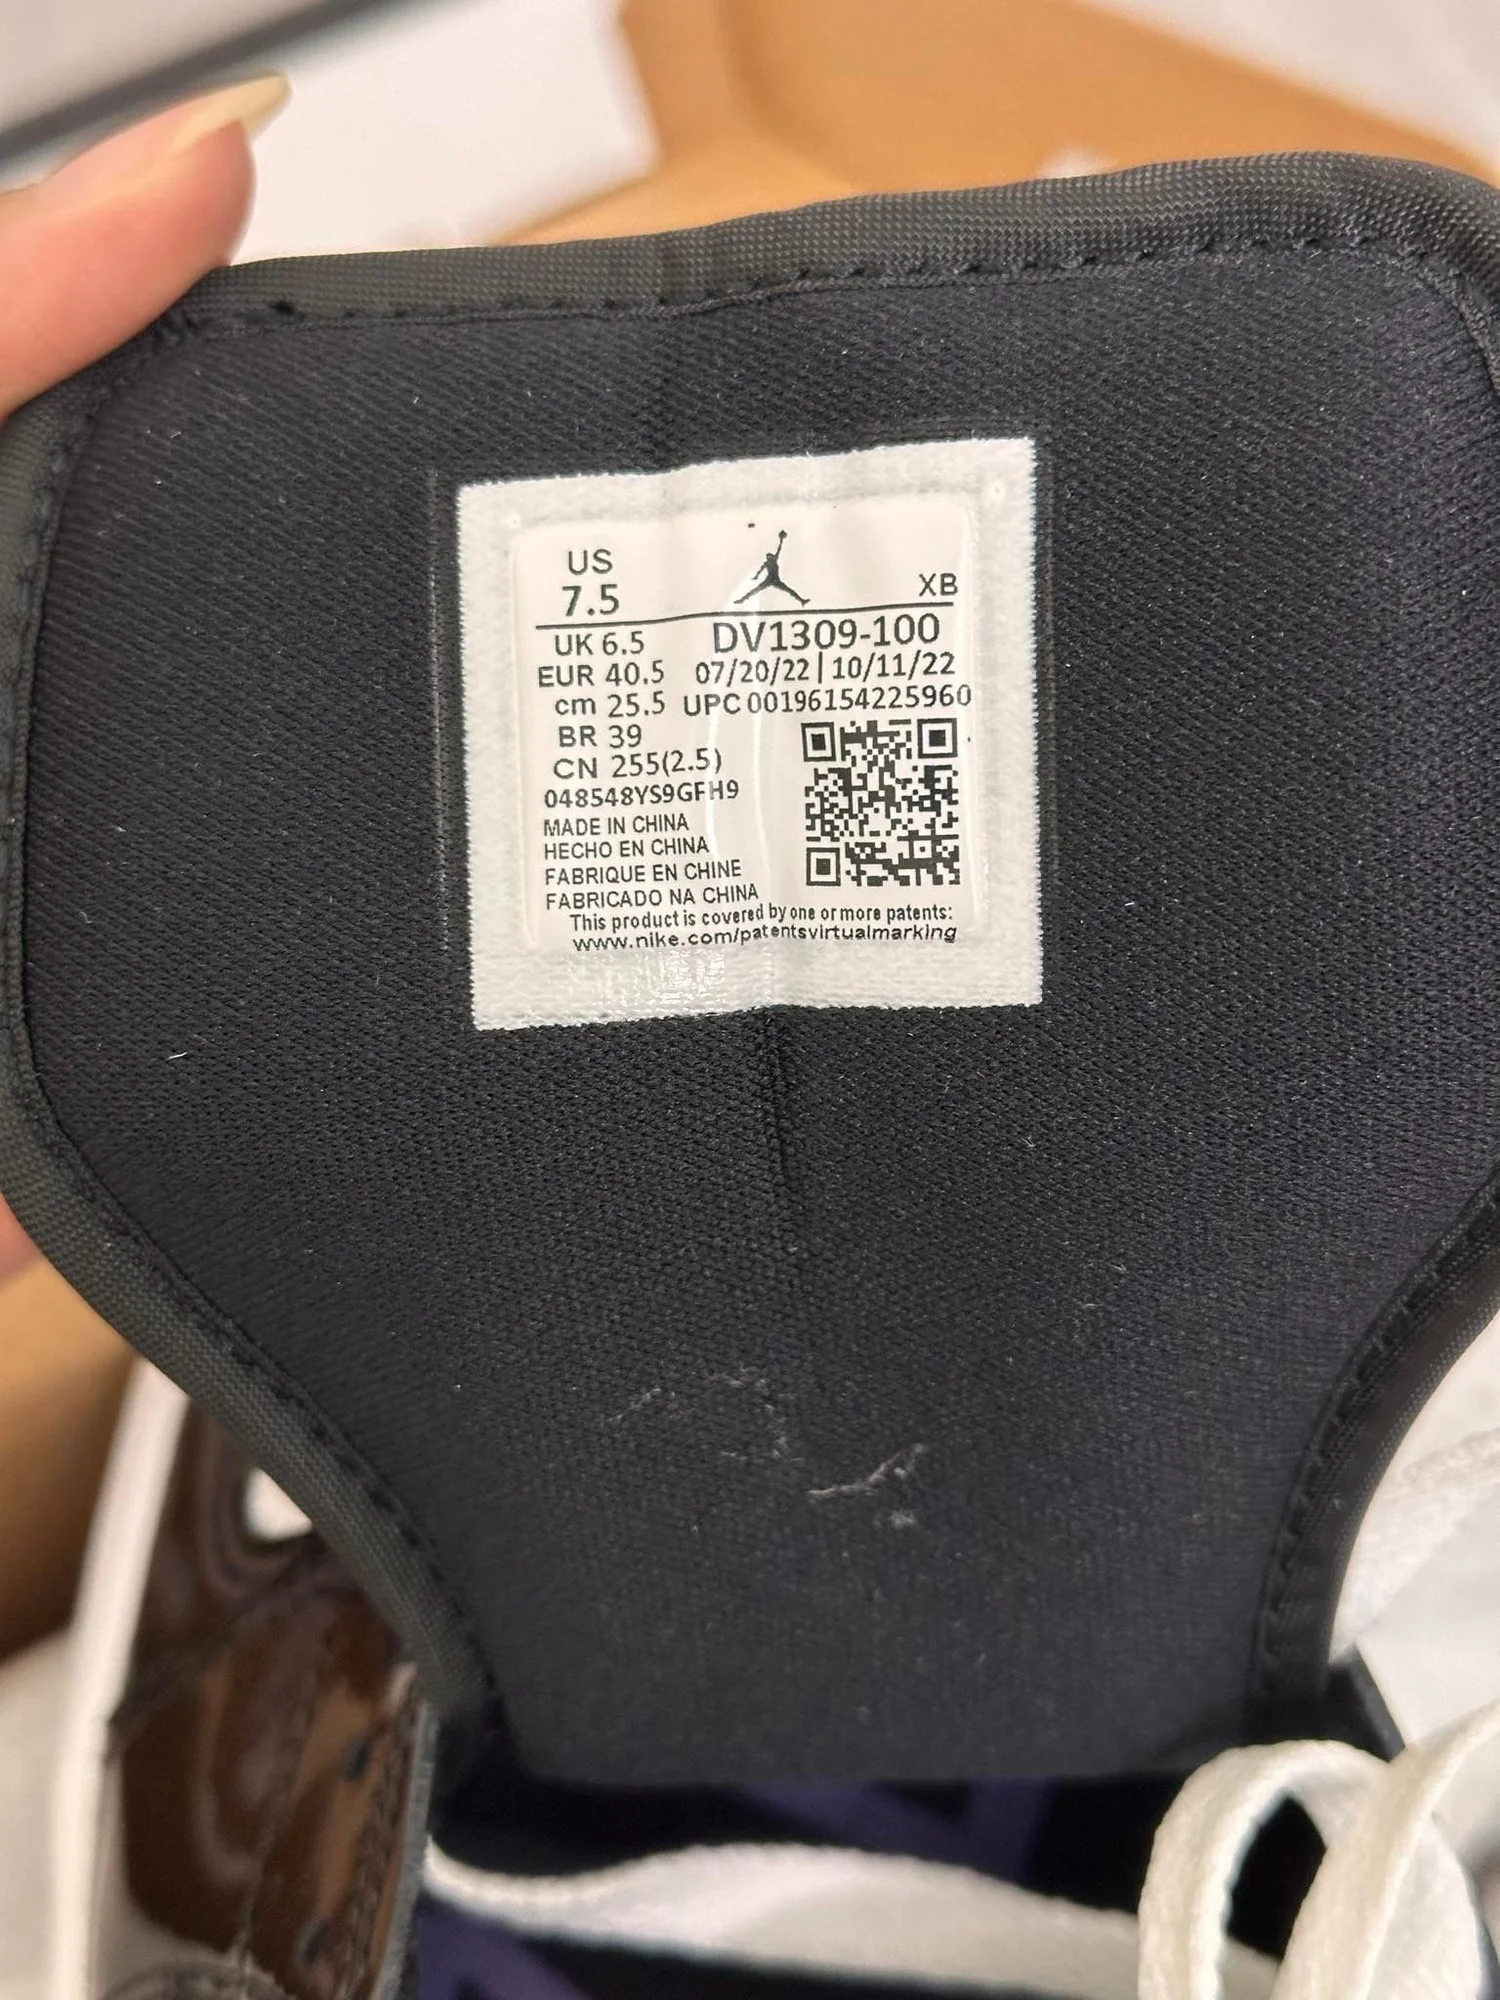 US
7.5
XB
UK 6.5 DV1309-100
EUR 40.5 07/20/22 | 10/11/22
cm 25.5 UPC 00196154225960
BR 39
CN 255(2.5)
048548YS9GFH9
MADE IN CHINA
HECHO EN CHINA
FABRIQUE EN CHINE
FABRICADO NA CHINA
This product is covered by one or more patents:
www.nike.com/patentsvirtualmarking